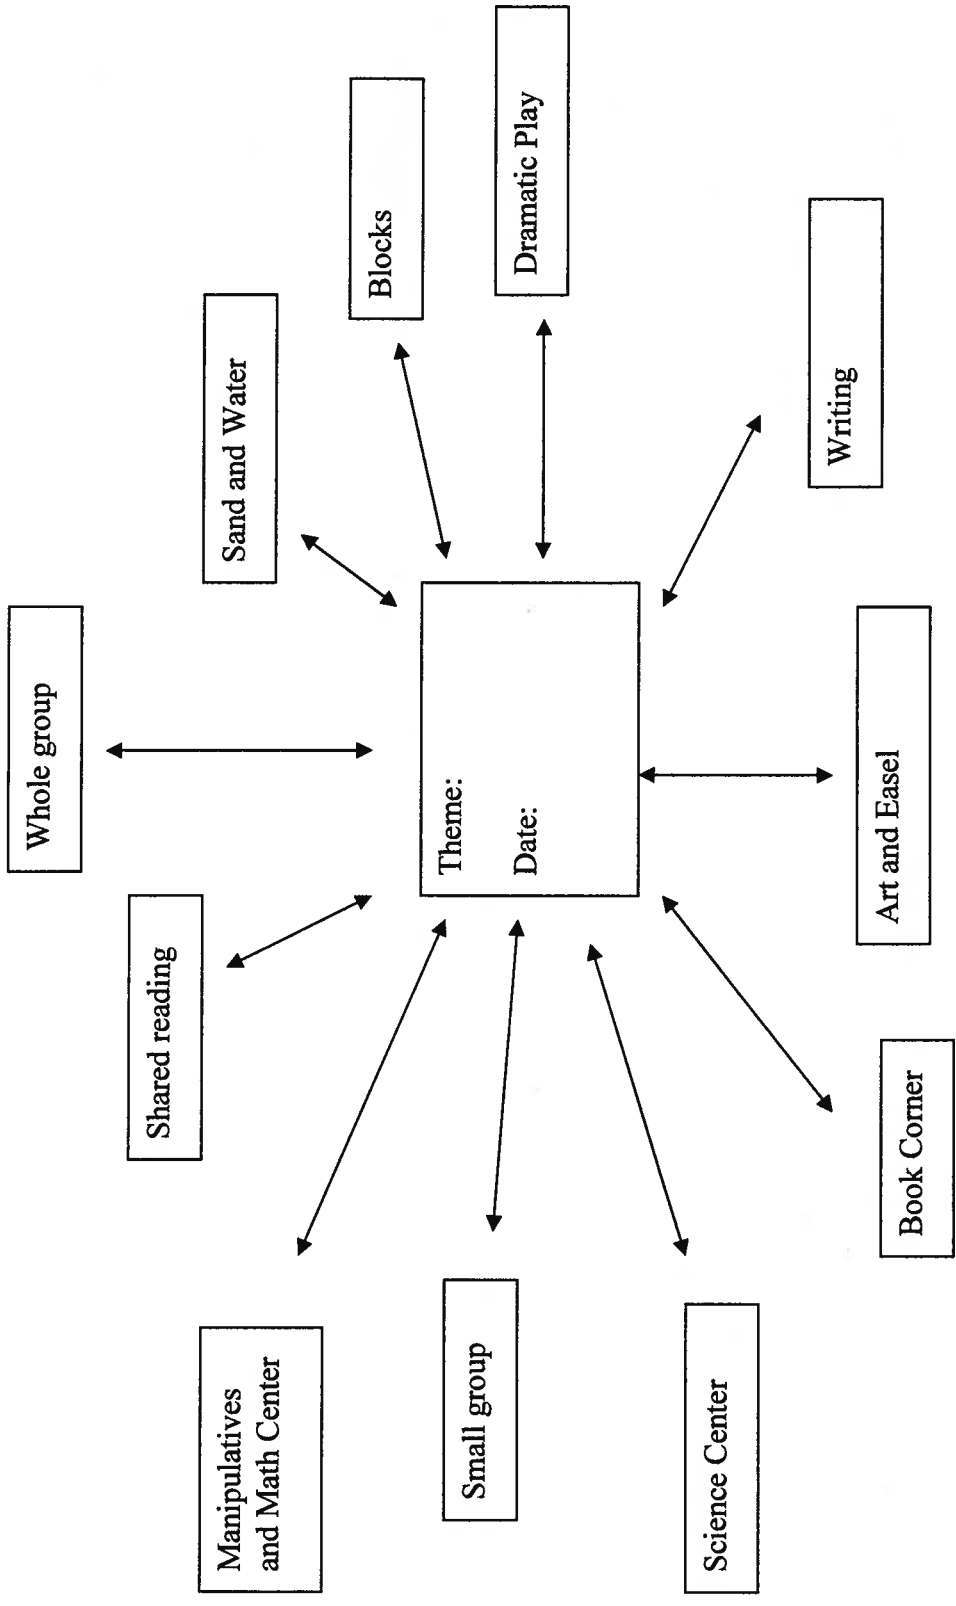 Whole group
Shared reading
Sand and Water
Manipulatives
and Math Center
Blocks
Theme:
Date:
Small group
Dramatic Play
Science Center
Writing
Art and Easel
Book Corner